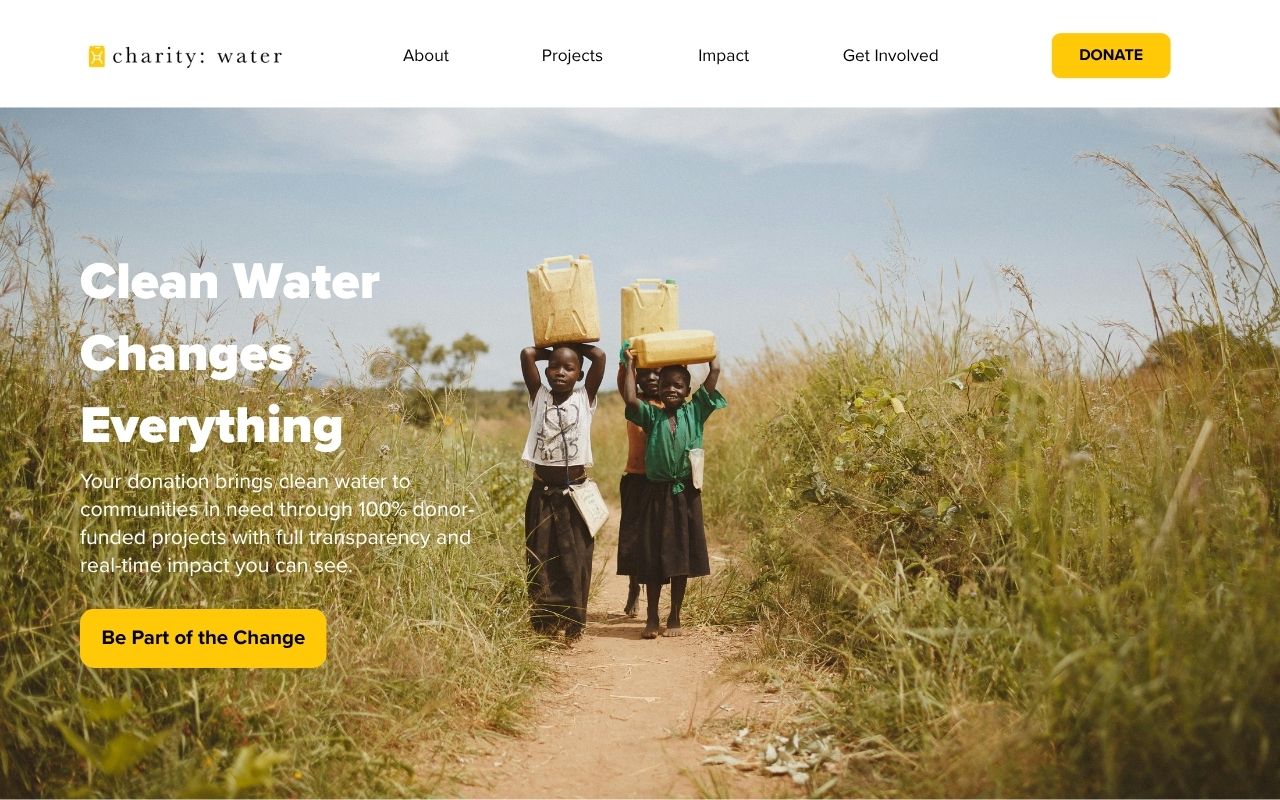 charity: water
About
Projects
Impact
Get Involved
DONATE
Clean Water
Changes
Everything
Your donation brings clean water to
communities in need through 100% donor-
funded projects with full transparency and
real-time impact you can see.
Be Part of the Change